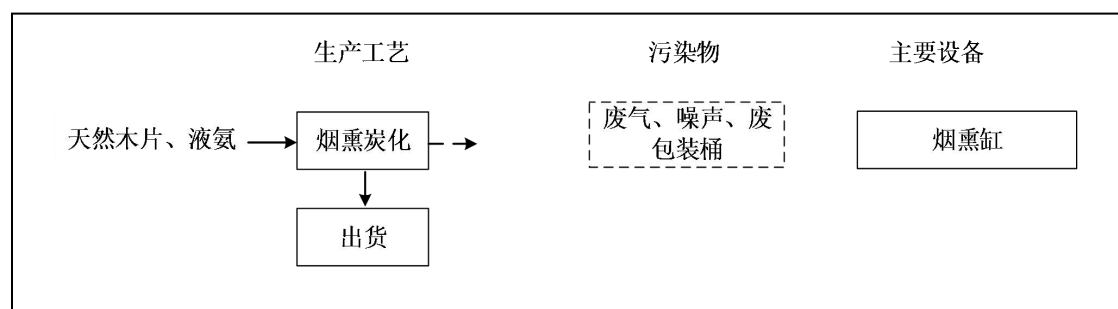 生产工艺 污染物 主要设备
天然木片、液氨 烟熏炭化 废气、噪声、废 烟熏缸
包装桶
出货